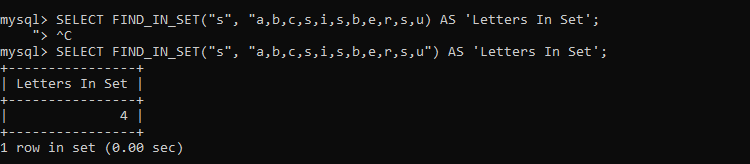 mysql> SELECT FIND_IN_SET("s", "a,b,c,s,i,s,b,e,r,s,u) AS 'Letters In Set';
    "> ^C
mysql> SELECT FIND_IN_SET("s", "a,b,c,s,i,s,b,e,r,s,u") AS 'Letters In Set';
+----------------+
| Letters In Set |
+----------------+
|              4 |
+----------------+
1 row in set (0.00 sec)